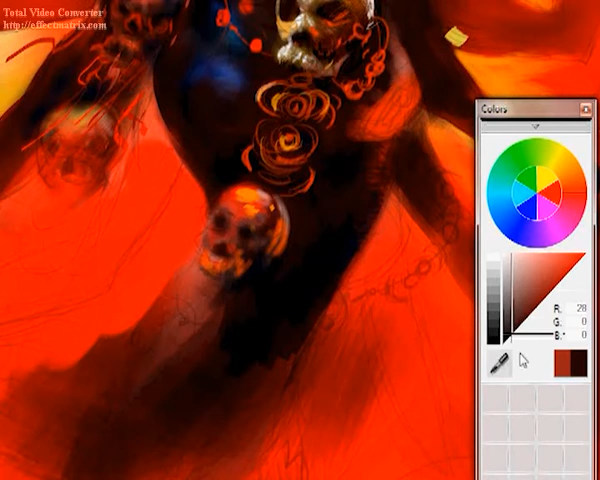 Total Video Converter
http://effectmatrix.com
Colors
R: 28
G: 0
B: 0